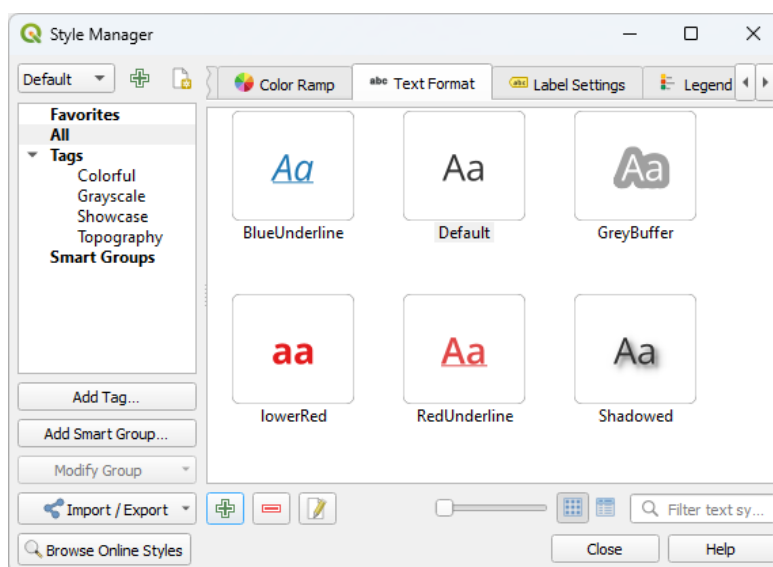 Style Manager
Default
Color Ramp
abc Text Format
abc Label Settings
Legend
Favorites
All
Tags
Colorful
Grayscale
Showcase
Topography
Smart Groups
Aa
Aa
Aa
BlueUnderline
Default
GreyBuffer
aa
Aa
Aa
lowerRed
RedUnderline
Shadowed
Add Tag...
Add Smart Group...
Modify Group
Import / Export
Filter text sy...
Browse Online Styles
Close
Help